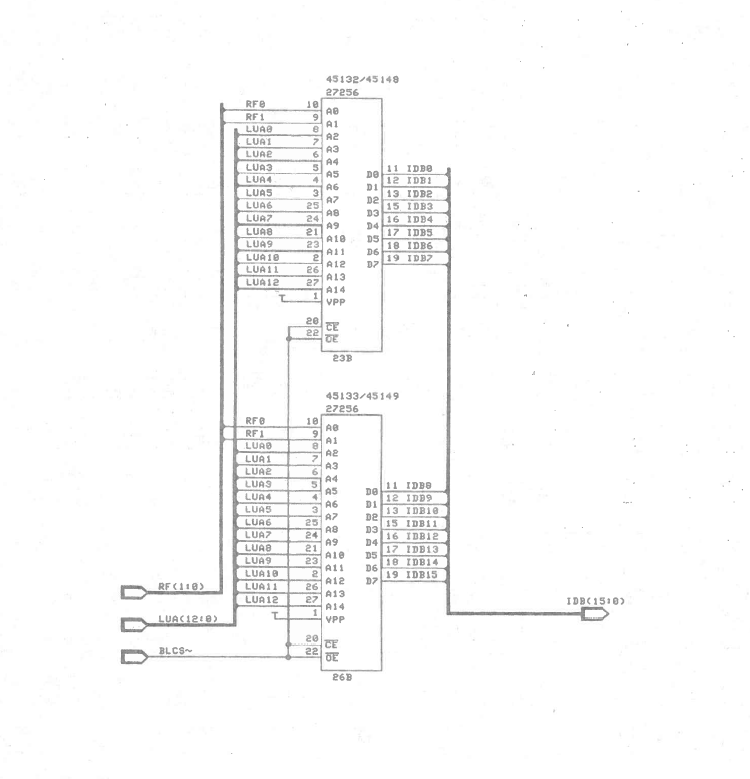 45132/45148
27256
RF0 10 A0
RF1 9 A1
LUA0 8 A2
LUA1 7 A3
LUA2 6 A4
LUA3 5 A5
LUA4 4 A6
LUA5 3 A7
LUA6 25 A8
LUA7 24 A9
LUA8 21 A10
LUA9 23 A11
LUA10 2 A12
LUA11 26 A13
LUA12 27 A14
1 VPP
20 CE
22 OE
D0 11 IDB0
D1 12 IDB1
D2 13 IDB2
D3 15 IDB3
D4 16 IDB4
D5 17 IDB5
D6 18 IDB6
D7 19 IDB7
23B
45133/45149
27256
RF0 10 A0
RF1 9 A1
LUA0 8 A2
LUA1 7 A3
LUA2 6 A4
LUA3 5 A5
LUA4 4 A6
LUA5 3 A7
LUA6 25 A8
LUA7 24 A9
LUA8 21 A10
LUA9 23 A11
LUA10 2 A12
LUA11 26 A13
LUA12 27 A14
1 VPP
20 CE
22 OE
D0 11 IDB8
D1 12 IDB9
D2 13 IDB10
D3 15 IDB11
D4 16 IDB12
D5 17 IDB13
D6 18 IDB14
D7 19 IDB15
26B
RF(1:0)
LUA(12:0)
BLCS~
IDB(15:0)